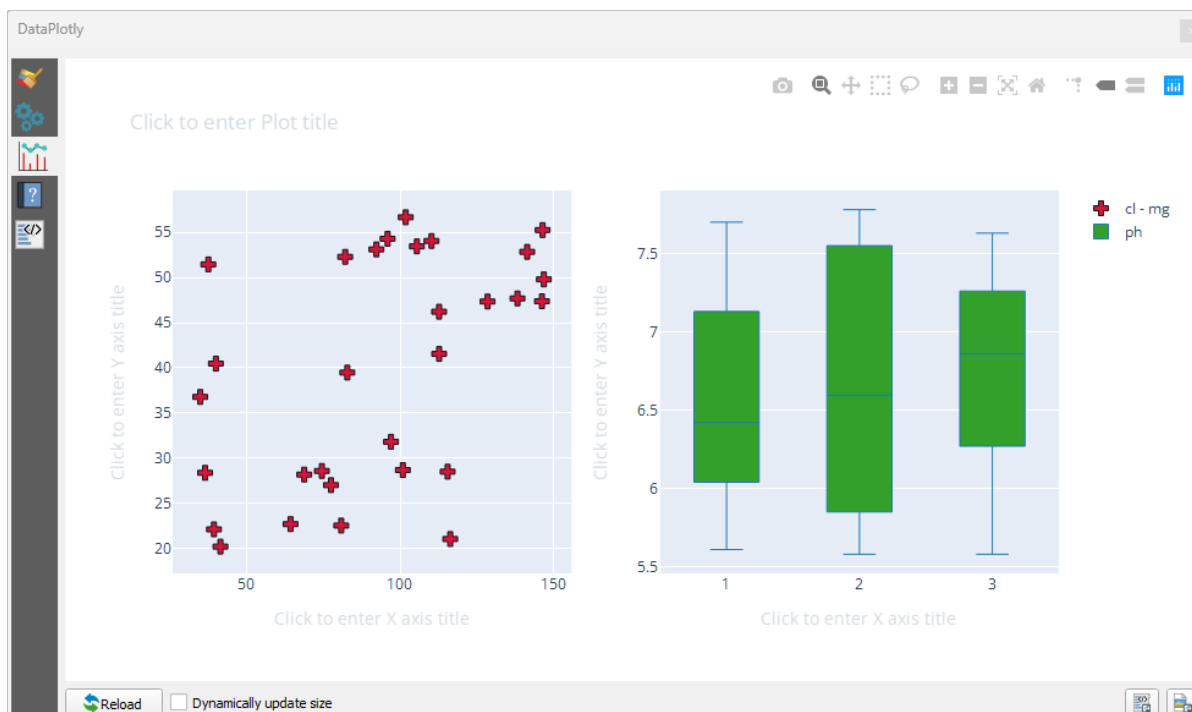 DataPlotly
Click to enter Plot title
55
50
45
40
35
30
25
20
Click to enter Y axis title
50 100 150
Click to enter X axis title
7.5
7
6.5
6
5.5
Click to enter Y axis title
1 2 3
Click to enter X axis title
cl - mg
ph
Reload
Dynamically update size